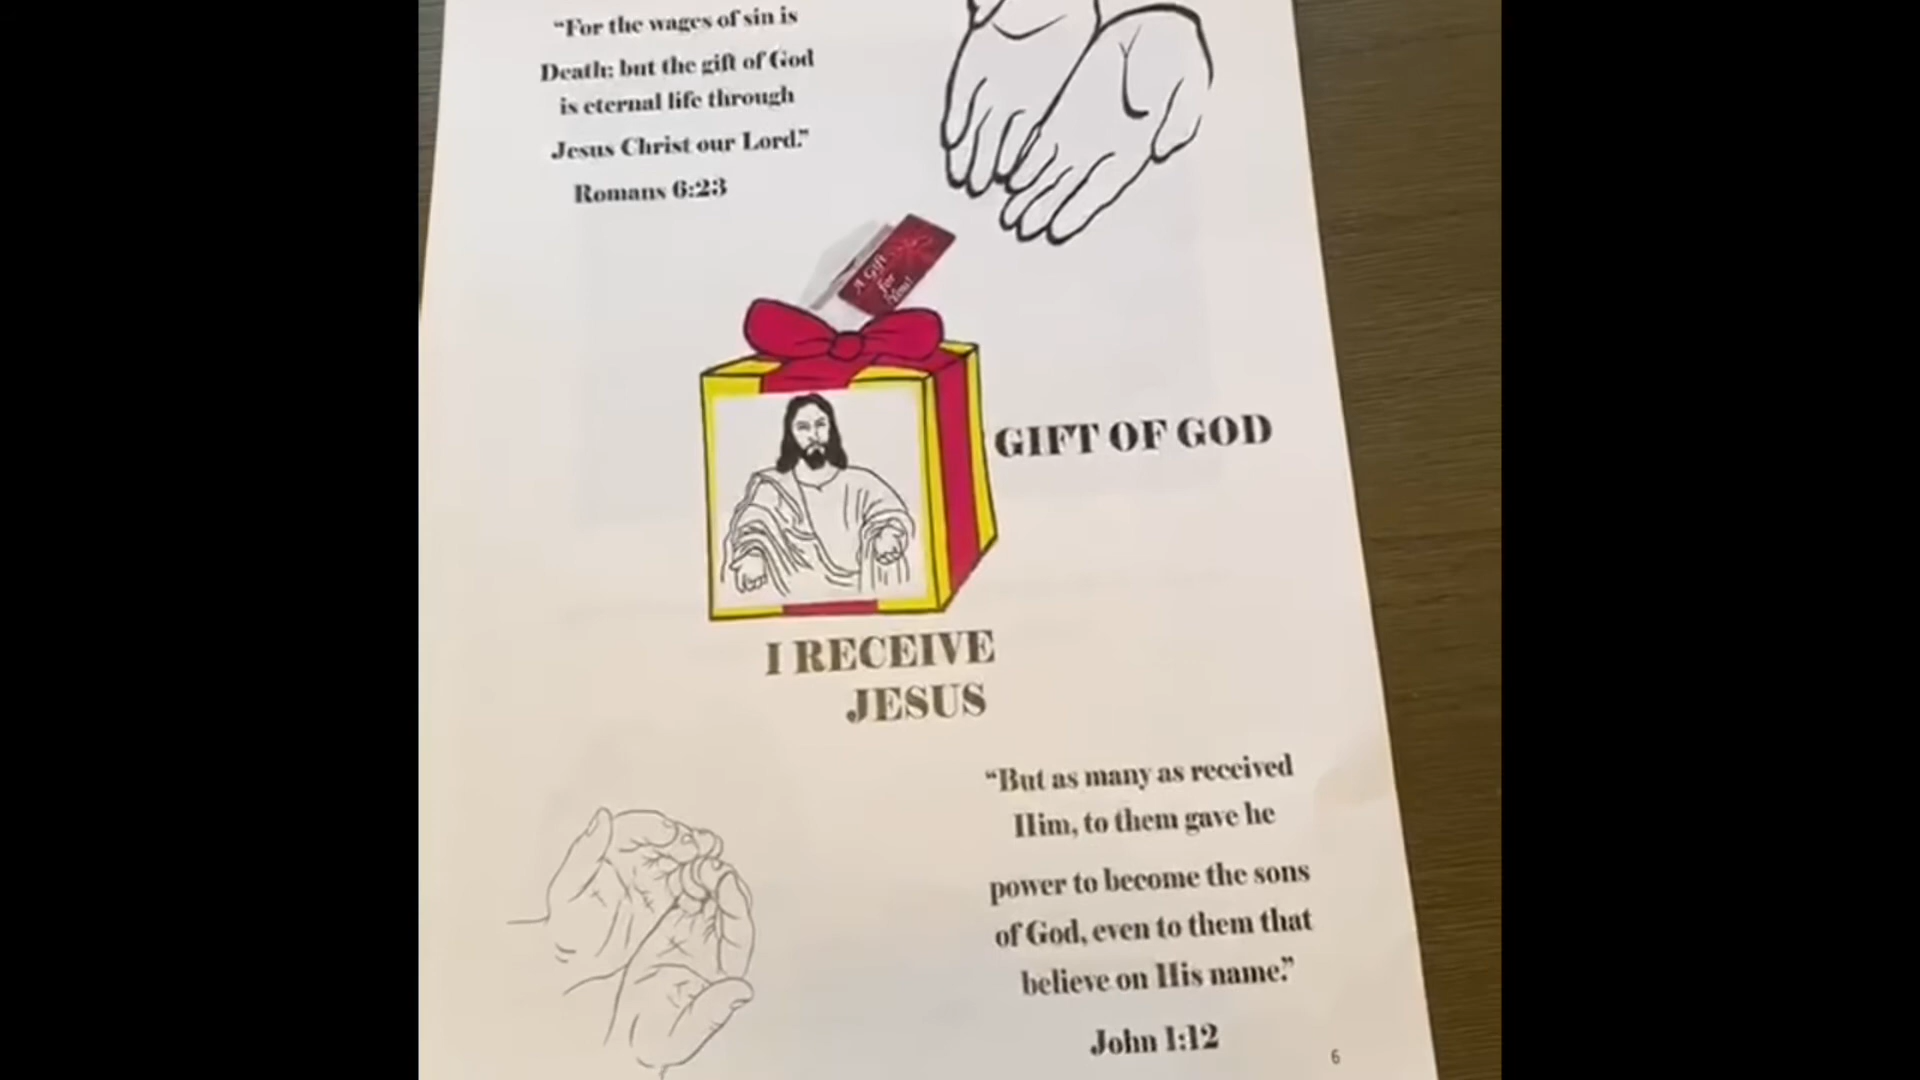 “For the wages of sin is
Death: but the gift of God
is eternal life through
Jesus Christ our Lord.”
Romans 6:23
A Gift
for
You!
GIFT OF GOD
I RECEIVE
JESUS
“But as many as received
Him, to them gave he
power to become the sons
of God, even to them that
believe on His name.”
John 1:12
6